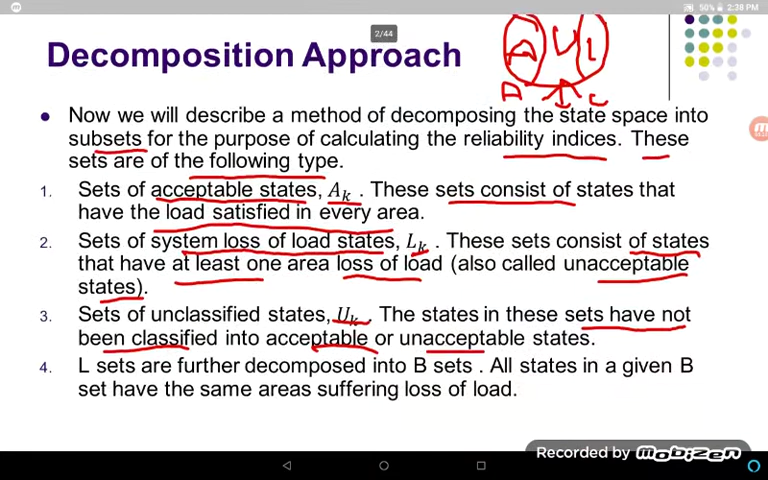 50% 2:38 PM
2/44
Decomposition Approach
A U L
A L
● Now we will describe a method of decomposing the state space into
subsets for the purpose of calculating the reliability indices. These
sets are of the following type.
1. Sets of acceptable states, Aₖ . These sets consist of states that
have the load satisfied in every area.
2. Sets of system loss of load states, Lₖ . These sets consist of states
that have at least one area loss of load (also called unacceptable
states).
3. Sets of unclassified states, Uₖ . The states in these sets have not
been classified into acceptable or unacceptable states.
4. L sets are further decomposed into B sets . All states in a given B
set have the same areas suffering loss of load.
Recorded by mobizen